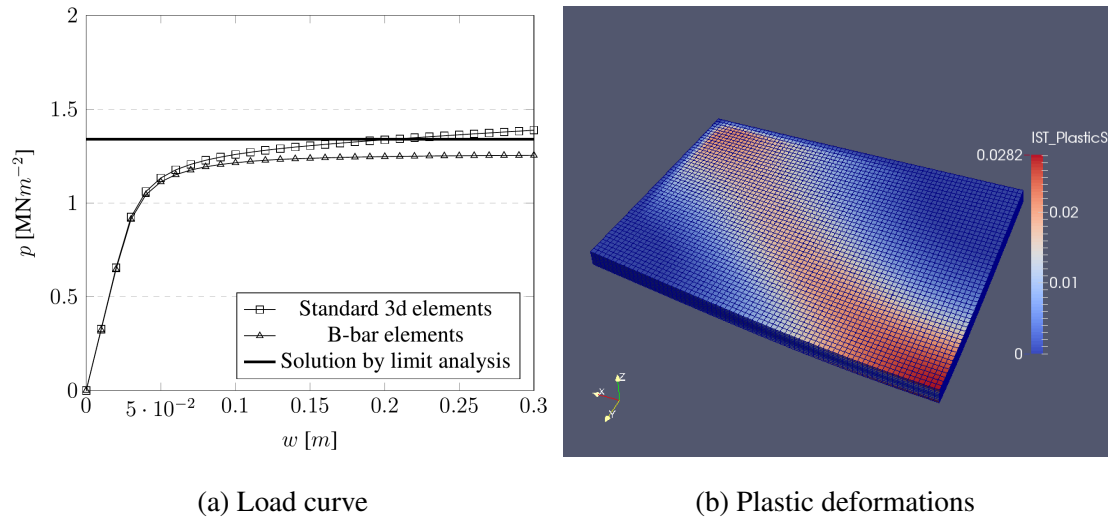 2
1.5
1
0.5
0
0
5 · 10⁻²
0.1
0.15
0.2
0.25
0.3
p [MNm⁻²]
w [m]
Standard 3d elements
B-bar elements
Solution by limit analysis
(a) Load curve
IST_PlasticS
0.0282
0.02
0.01
0
Z
X
Y
(b) Plastic deformations